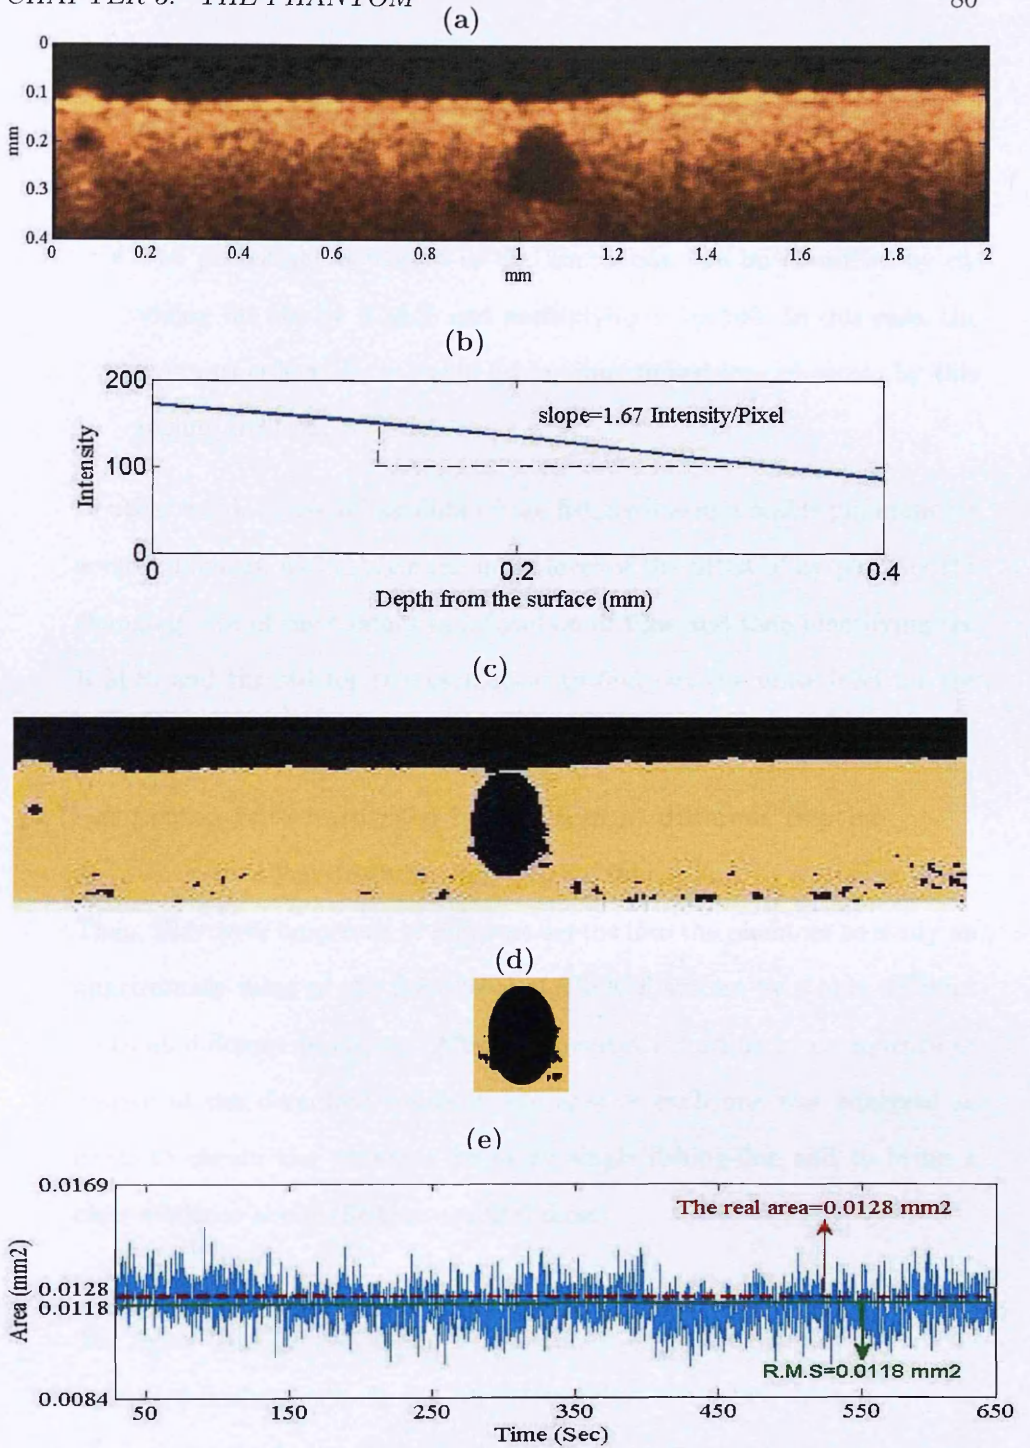 CHAPTER 5. THE PHANTOM 80
(a)
0
0.1
0.2
0.3
0.4
mm
0 0.2 0.4 0.6 0.8 1 1.2 1.4 1.6 1.8 2
mm
(b)
200
100
0
Intensity
slope=1.67 Intensity/Pixel
0 0.2 0.4
Depth from the surface (mm)
(c)
(d)
(e)
0.0169
0.0128
0.0118
0.0084
Area (mm2)
The real area=0.0128 mm2
R.M.S=0.0118 mm2
50 150 250 350 450 550 650
Time (Sec)